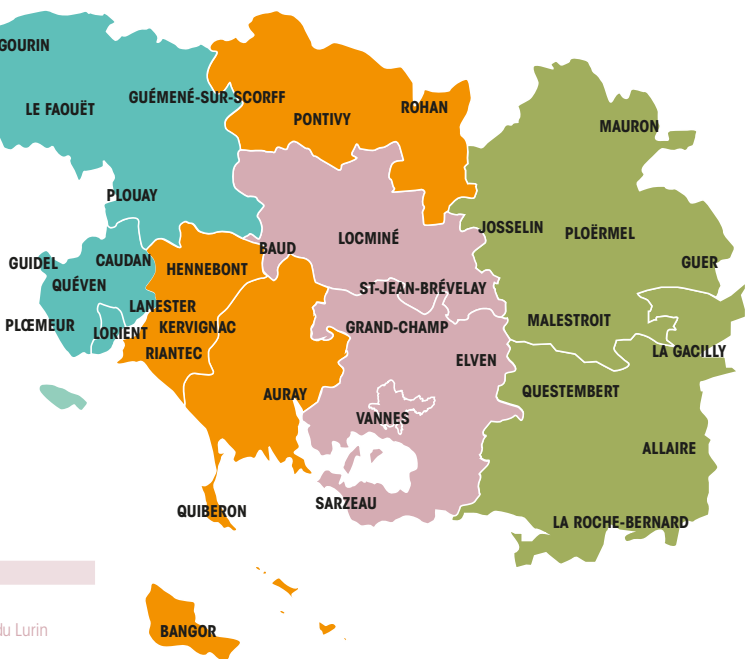 GOURIN
LE FAOUËT
GUÉMENÉ-SUR-SCORFF
PONTIVY
ROHAN
MAURON
PLOUAY
JOSSELIN
PLOËRMEL
LOCMINÉ
BAUD
GUIDEL
CAUDAN
HENNEBONT
GUER
QUÉVEN
ST-JEAN-BRÉVELAY
LANESTER
PLŒMEUR
LORIENT
KERVIGNAC
GRAND-CHAMP
MALESTROIT
RIANTEC
ELVEN
LA GACILLY
AURAY
QUESTEMBERT
VANNES
ALLAIRE
QUIBERON
SARZEAU
LA ROCHE-BERNARD
du Lurin
BANGOR